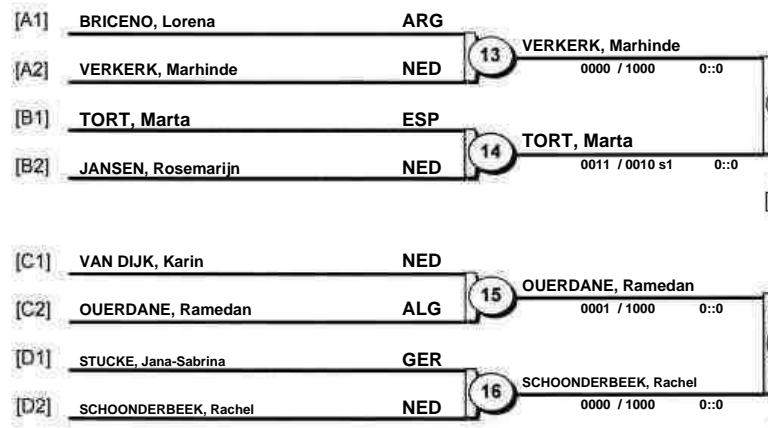 [A1] BRICENO, Lorena ARG
13 VERKERK, Marhinde
[A2] VERKERK, Marhinde NED
0000 / 1000 0::0
[B1] TORT, Marta ESP
14 TORT, Marta
[B2] JANSEN, Rosemarijn NED
0011 / 0010 s1 0::0
[C1] VAN DIJK, Karin NED
15 OUERDANE, Ramedan
[C2] OUERDANE, Ramedan ALG
0001 / 1000 0::0
[D1] STUCKE, Jana-Sabrina GER
16 SCHOONDERBEEK, Rachel
[D2] SCHOONDERBEEK, Rachel NED
0000 / 1000 0::0